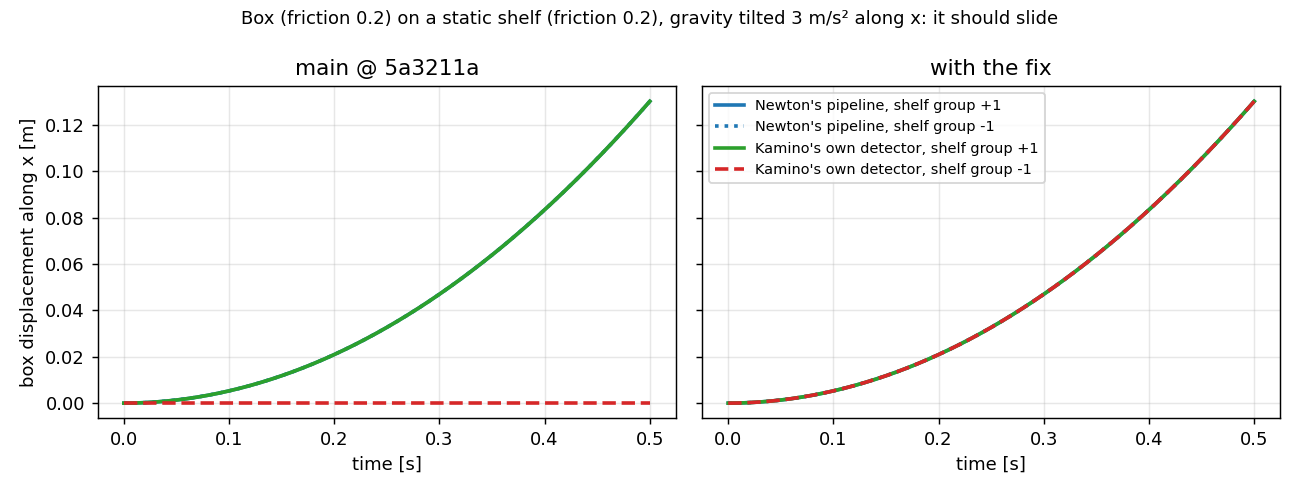 Box (friction 0.2) on a static shelf (friction 0.2), gravity tilted 3 m/s² along x: it should slide
main @ 5a3211a
box displacement along x [m]
0.12
0.10
0.08
0.06
0.04
0.02
0.00
0.0 0.1 0.2 0.3 0.4 0.5
time [s]
with the fix
Newton's pipeline, shelf group +1
Newton's pipeline, shelf group -1
Kamino's own detector, shelf group +1
Kamino's own detector, shelf group -1
0.0 0.1 0.2 0.3 0.4 0.5
time [s]